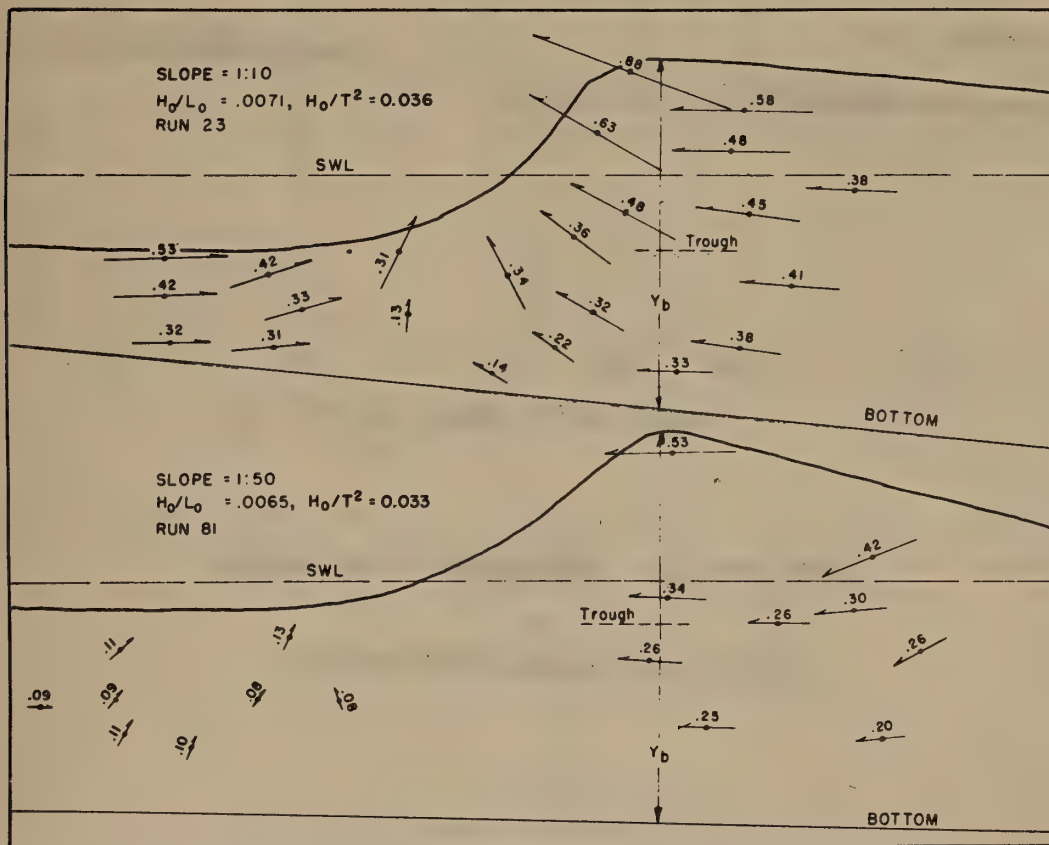 SLOPE = 1:10
H₀/L₀ = .0071, H₀/T² = 0.036
RUN 23
SWL
.88
.58
.63
.48
.38
.48
.45
.36
Trough
.53
.42
.31
.34
.41
.42
.33
.13
.32
Yb
.32
.31
.22
.38
.14
.33
BOTTOM
SLOPE = 1:50
H₀/L₀ = .0065, H₀/T² = 0.033
RUN 81
.53
SWL
.42
.34
.30
Trough
.26
.13
.11
.26
.26
.09
.09
.08
.08
.11
.10
.25
.20
Yb
BOTTOM